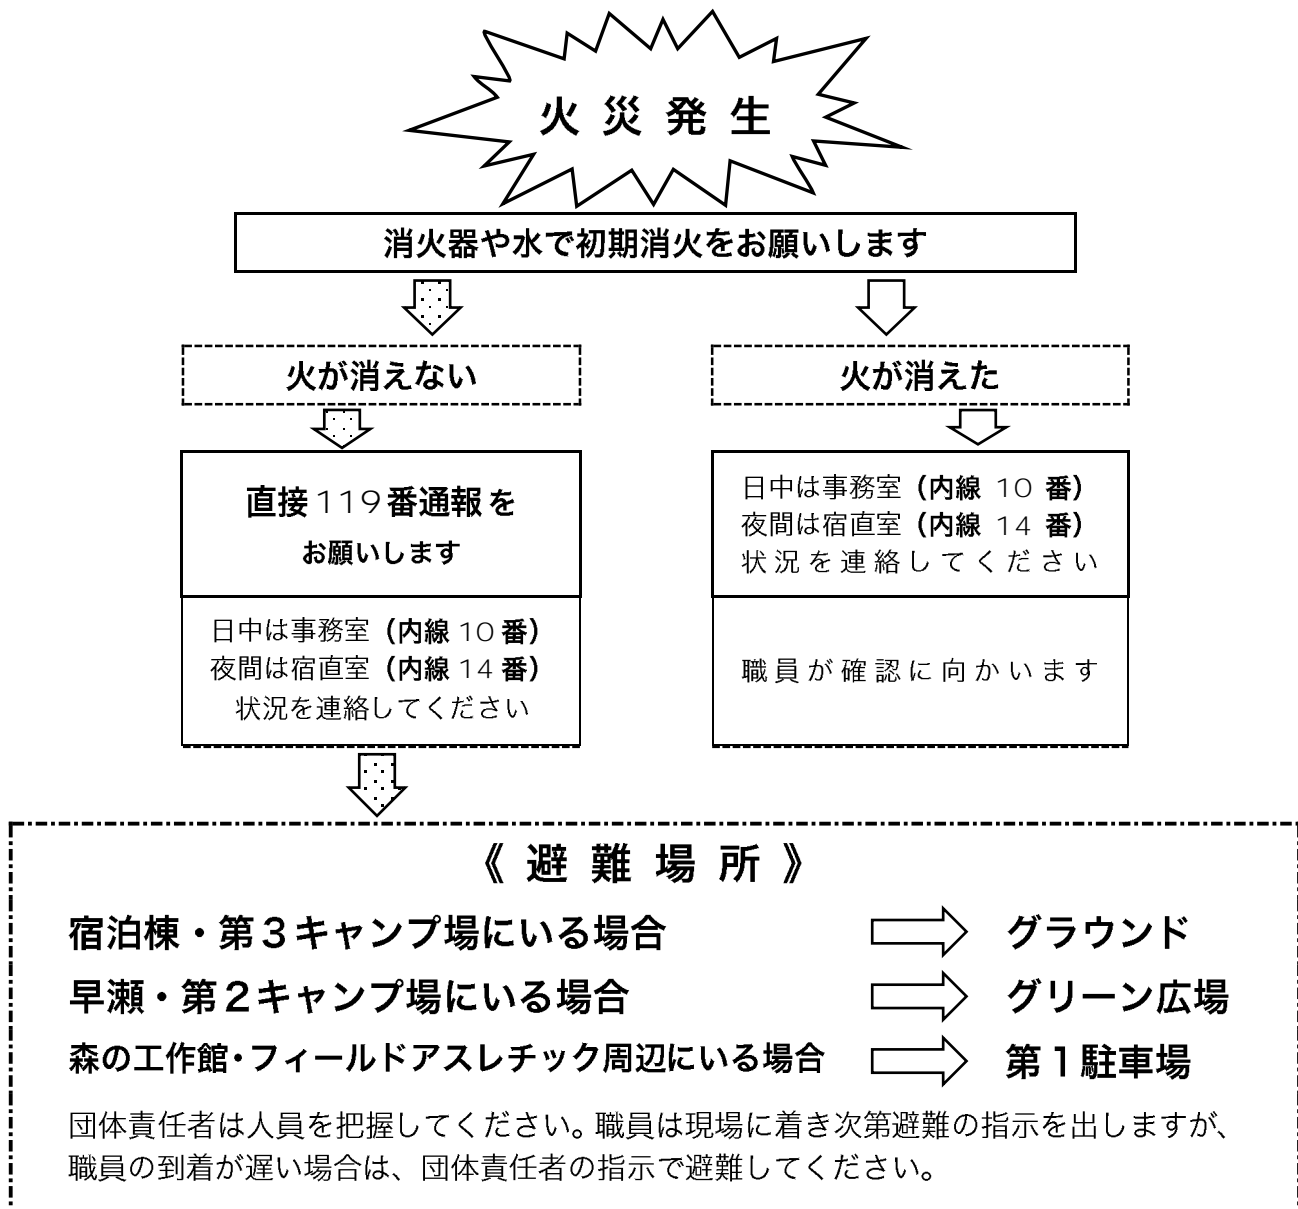 火災発生
消火器や水で初期消火をお願いします
火が消えない
直接119番通報を
お願いします
日中は事務室（内線 10 番）
夜間は宿直室（内線 14 番）
状況を連絡してください
火が消えた
日中は事務室（内線 10 番）
夜間は宿直室（内線 14 番）
状況を連絡してください
職員が確認に向かいます
《避難場所》
宿泊棟・第３キャンプ場にいる場合 グラウンド
早瀬・第２キャンプ場にいる場合 グリーン広場
森の工作館・フィールドアスレチック周辺にいる場合 第１駐車場
団体責任者は人員を把握してください。職員は現場に着き次第避難の指示を出しますが、
職員の到着が遅い場合は、団体責任者の指示で避難してください。